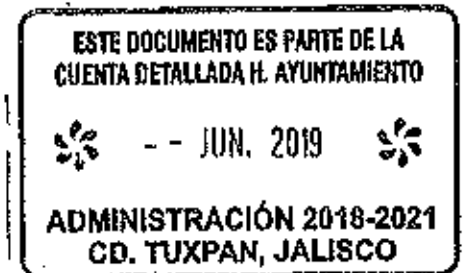 ESTE DOCUMENTO ES PARTE DE LA
CUENTA DETALLADA H. AYUNTAMIENTO
- - JUN. 2019
ADMINISTRACIÓN 2018-2021
CD. TUXPAN, JALISCO